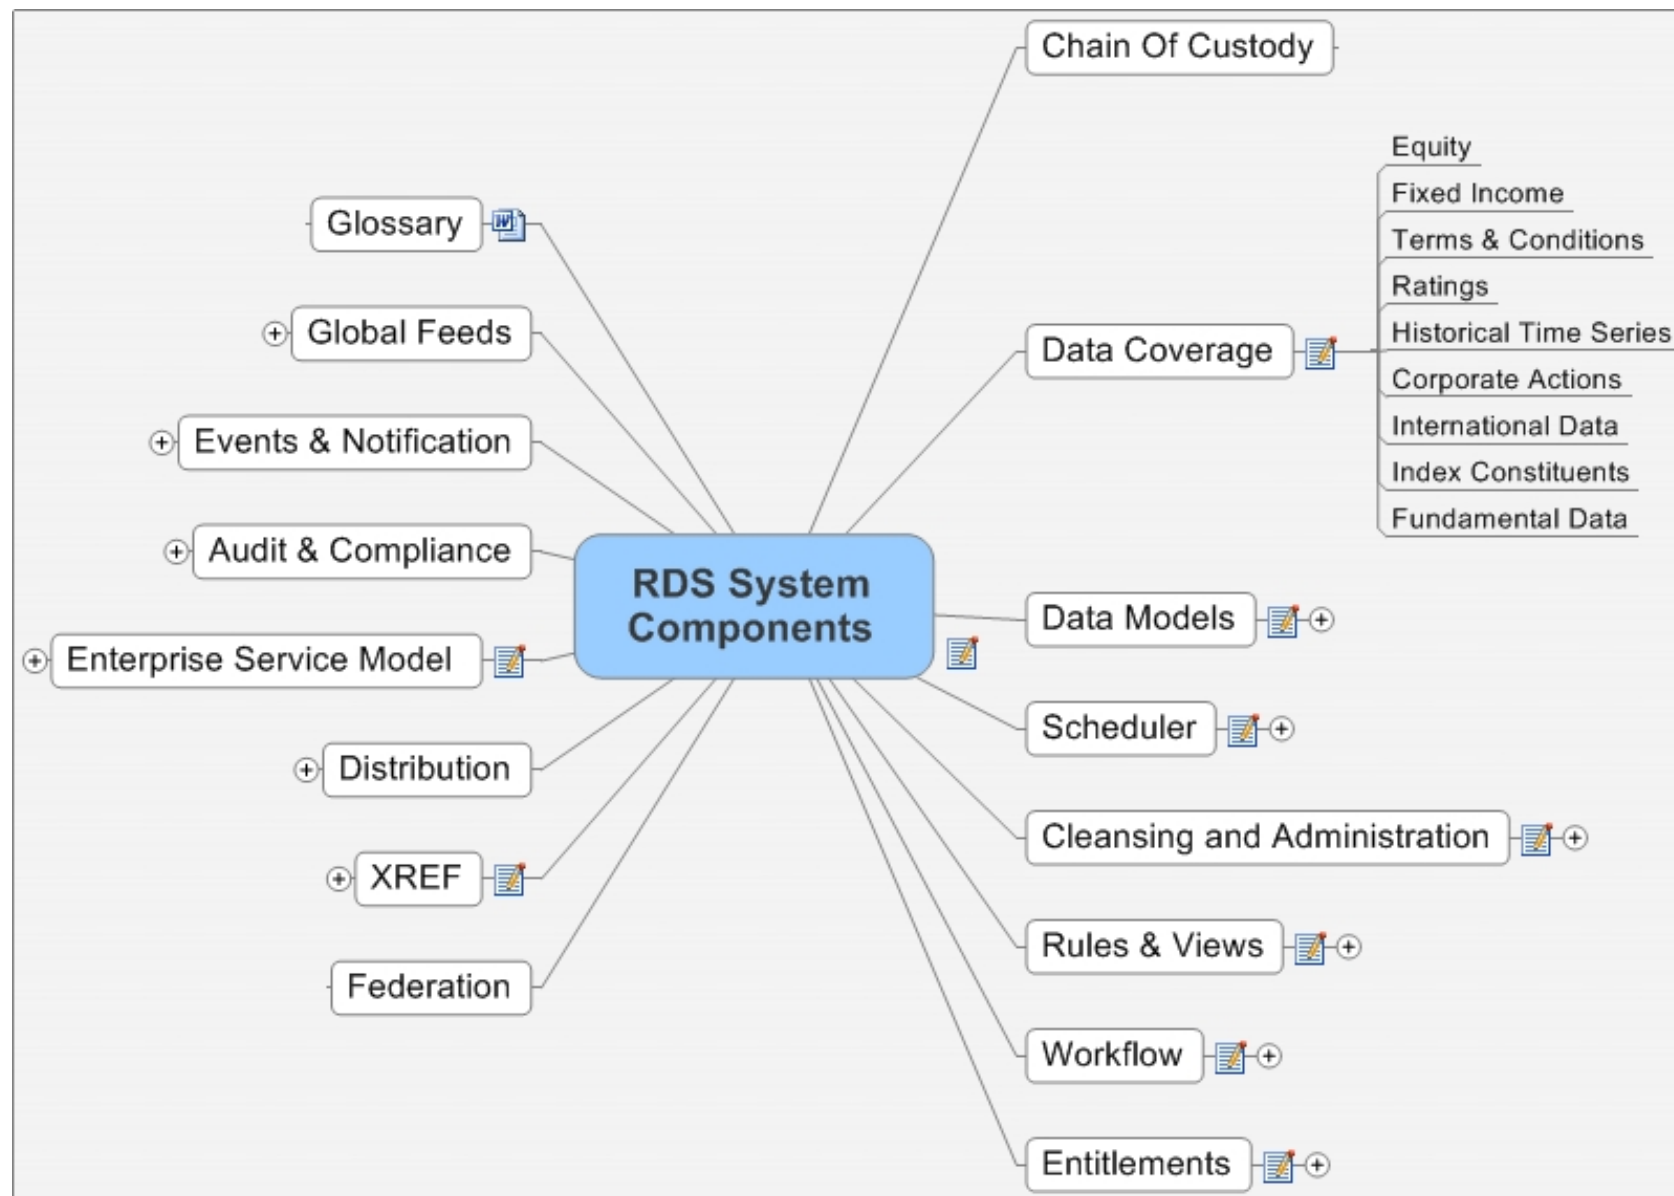 Chain Of Custody
Equity
Fixed Income
Terms & Conditions
Ratings
Historical Time Series
Corporate Actions
International Data
Index Constituents
Fundamental Data
Data Coverage
Glossary
Global Feeds
Events & Notification
Audit & Compliance
Enterprise Service Model
Distribution
XREF
Federation
RDS System
Components
Data Models
Scheduler
Cleansing and Administration
Rules & Views
Workflow
Entitlements